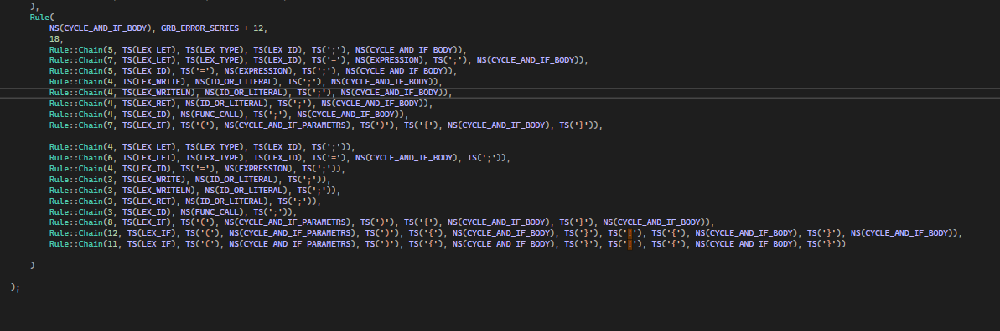 ),
Rule(
NS(CYCLE_AND_IF_BODY), GRB_ERROR_SERIES + 12,
18,
Rule::Chain(5, TS(LEX_LET), TS(LEX_TYPE), TS(LEX_ID), TS(';'), NS(CYCLE_AND_IF_BODY)),
Rule::Chain(7, TS(LEX_LET), TS(LEX_TYPE), TS(LEX_ID), TS('='), NS(EXPRESSION), TS(';'), NS(CYCLE_AND_IF_BODY)),
Rule::Chain(5, TS(LEX_ID), TS('='), NS(EXPRESSION), TS(';'), NS(CYCLE_AND_IF_BODY)),
Rule::Chain(4, TS(LEX_WRITE), NS(ID_OR_LITERAL), TS(';'), NS(CYCLE_AND_IF_BODY)),
Rule::Chain(4, TS(LEX_WRITELN), NS(ID_OR_LITERAL), TS(';'), NS(CYCLE_AND_IF_BODY)),
Rule::Chain(4, TS(LEX_RET), NS(ID_OR_LITERAL), TS(';'), NS(CYCLE_AND_IF_BODY)),
Rule::Chain(4, TS(LEX_ID), NS(FUNC_CALL), TS(';'), NS(CYCLE_AND_IF_BODY)),
Rule::Chain(7, TS(LEX_IF), TS('('), NS(CYCLE_AND_IF_PARAMETRS), TS(')'), TS('{'), NS(CYCLE_AND_IF_BODY), TS('}')),
Rule::Chain(4, TS(LEX_LET), TS(LEX_TYPE), TS(LEX_ID), TS(';')),
Rule::Chain(6, TS(LEX_LET), TS(LEX_TYPE), TS(LEX_ID), TS('='), NS(CYCLE_AND_IF_BODY), TS(';')),
Rule::Chain(4, TS(LEX_ID), TS('='), NS(EXPRESSION), TS(';')),
Rule::Chain(3, TS(LEX_WRITE), NS(ID_OR_LITERAL), TS(';')),
Rule::Chain(3, TS(LEX_WRITELN), NS(ID_OR_LITERAL), TS(';')),
Rule::Chain(3, TS(LEX_RET), NS(ID_OR_LITERAL), TS(';')),
Rule::Chain(3, TS(LEX_ID), NS(FUNC_CALL), TS(';')),
Rule::Chain(8, TS(LEX_IF), TS('('), NS(CYCLE_AND_IF_PARAMETRS), TS(')'), TS('{'), NS(CYCLE_AND_IF_BODY), TS('}'), NS(CYCLE_AND_IF_BODY)),
Rule::Chain(12, TS(LEX_IF), TS('('), NS(CYCLE_AND_IF_PARAMETRS), TS(')'), TS('{'), NS(CYCLE_AND_IF_BODY), TS('}'), TS('!'), TS('{'), NS(CYCLE_AND_IF_BODY), TS('}'), NS(CYCLE_AND_IF_BODY)),
Rule::Chain(11, TS(LEX_IF), TS('('), NS(CYCLE_AND_IF_PARAMETRS), TS(')'), TS('{'), NS(CYCLE_AND_IF_BODY), TS('}'), TS('!'), TS('{'), NS(CYCLE_AND_IF_BODY), TS('}'))
)
);